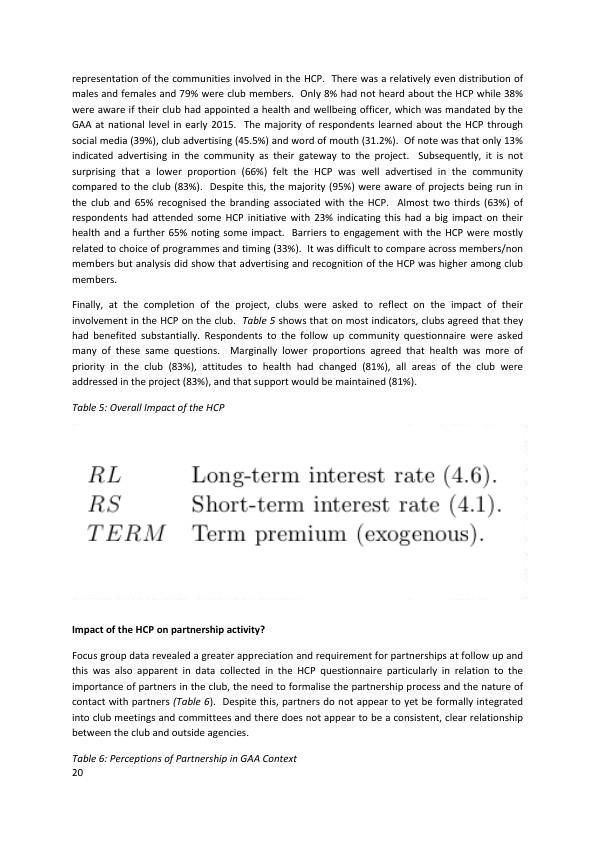 representation of the communities involved in the HCP.  There was a relatively even distribution of
males and females and 79% were club members.  Only 8% had not heard about the HCP while 38%
were aware if their club had appointed a health and wellbeing officer, which was mandated by the
GAA at national level in early 2015.  The majority of respondents learned about the HCP through
social media (39%), club advertising (45.5%) and word of mouth (31.2%).  Of note was that only 13%
indicated advertising in the community as their gateway to the project.  Subsequently, it is not
surprising that a lower proportion (66%) felt the HCP was well advertised in the community
compared to the club (83%).  Despite this, the majority (95%) were aware of projects being run in
the club and 65% recognised the branding associated with the HCP.  Almost two thirds (63%) of
respondents had attended some HCP initiative with 23% indicating this had a big impact on their
health and a further 65% noting some impact.  Barriers to engagement with the HCP were mostly
related to choice of programmes and timing (33%).  It was difficult to compare across members/non
members but analysis did show that advertising and recognition of the HCP was higher among club
members.
Finally, at the completion of the project, clubs were asked to reflect on the impact of their
involvement in the HCP on the club.  Table 5 shows that on most indicators, clubs agreed that they
had benefited substantially. Respondents to the follow up community questionnaire were asked
many of these same questions.  Marginally lower proportions agreed that health was more of
priority in the club (83%), attitudes to health had changed (81%), all areas of the club were
addressed in the project (83%), and that support would be maintained (81%).
Table 5: Overall Impact of the HCP
RL Long-term interest rate (4.6).
RS Short-term interest rate (4.1).
TERM Term premium (exogenous).
Impact of the HCP on partnership activity?
Focus group data revealed a greater appreciation and requirement for partnerships at follow up and
this was also apparent in data collected in the HCP questionnaire particularly in relation to the
importance of partners in the club, the need to formalise the partnership process and the nature of
contact with partners (Table 6).  Despite this, partners do not appear to yet be formally integrated
into club meetings and committees and there does not appear to be a consistent, clear relationship
between the club and outside agencies.
Table 6: Perceptions of Partnership in GAA Context
20